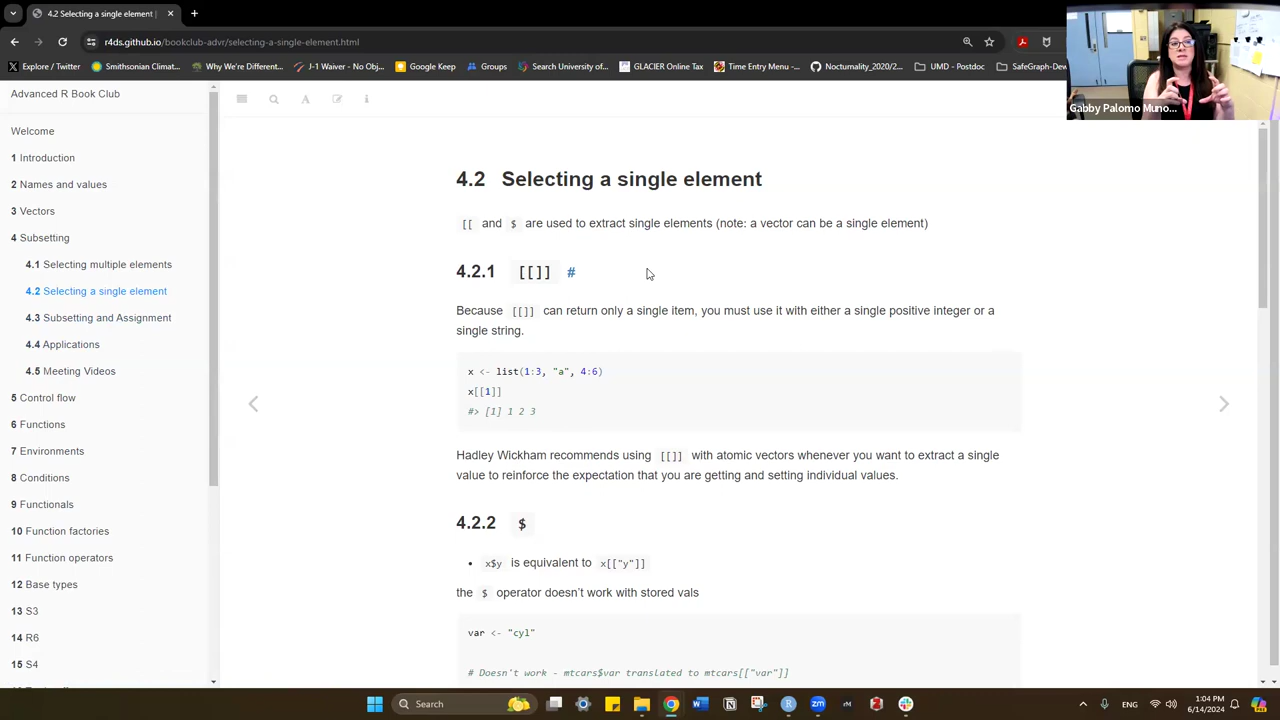 4.2 Selecting a single element |
r4ds.github.io/bookclub-advr/selecting-a-single-element.html
Explore / Twitter
Smithsonian Climat...
Why We're Different...
J-1 Waiver - No Obj...
Google Keep
Groups
Sched...
University of...
GLACIER Online Tax
Entry Menu -...
Nocturnality_2020/2...
UMD - Postdoc
SafeGraph-Dewe...
Gabby Palomo Muno...
Advanced R Book Club
Welcome
1 Introduction
2 Names and values
3 Vectors
4 Subsetting
4.1 Selecting multiple elements
4.2 Selecting a single element
4.3 Subsetting and Assignment
4.4 Applications
4.5 Meeting Videos
5 Control flow
6 Functions
7 Environments
8 Conditions
9 Functionals
10 Function factories
11 Function operators
12 Base types
13 S3
14 R6
15 S4
4.2 Selecting a single element
[[ and $ are used to extract single elements (note: a vector can be a single element)
4.2.1 [[]] #
Because [[]] can return only a single item, you must use it with either a single positive integer or a
single string.
x <- list(1:3, "a", 4:6)
x[[1]]
#> [1] 1 2 3
Hadley Wickham recommends using [[]] with atomic vectors whenever you want to extract a single
value to reinforce the expectation that you are getting and setting individual values.
4.2.2 $
• x$y is equivalent to x[["y"]]
the $ operator doesn't work with stored vals
var <- "cyl"
# Doesn't work - mtcars$var translated to mtcars[["var"]]
Search
ENG
1:04 PM
6/14/2024